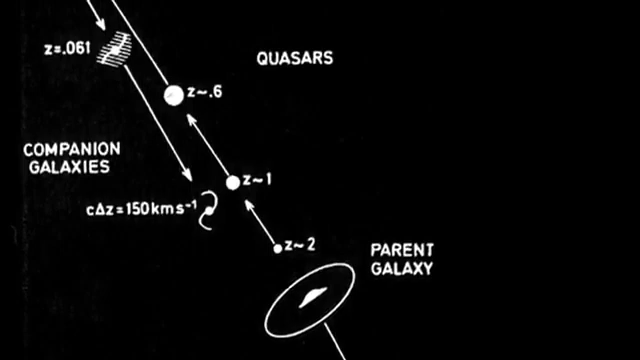 z=.061
QUASARS
z~.6
COMPANION
GALAXIES
z~1
cΔz=150kms⁻¹
z~2
PARENT
GALAXY